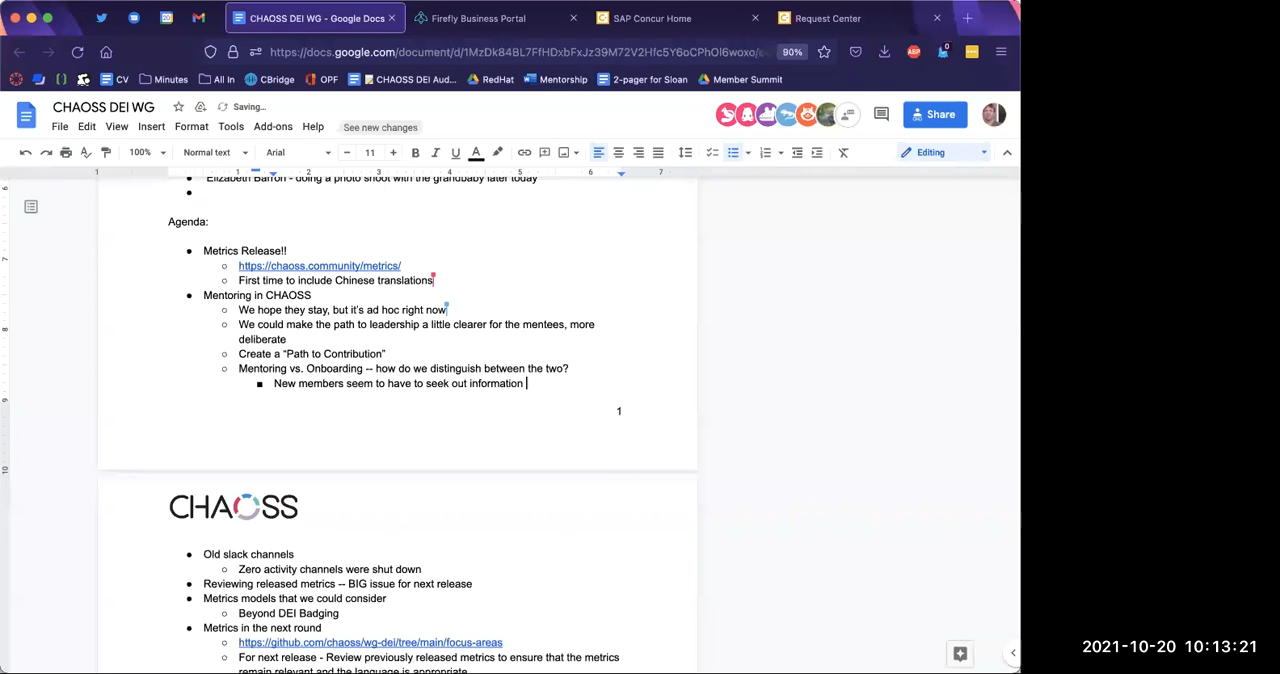 CHAOSS DEI WG - Google Docs
Firefly Business Portal
SAP Concur Home
Request Center
https://docs.google.com/document/d/1MzDk84BL7FfHDxbFxJz39M72V2Hfc5Y6oCPhOl6woxo/e
90%
CV
Minutes
All In
CBridge
OPF
CHAOSS DEI Aud...
RedHat
Mentorship
2-pager for Sloan
Member Summit
CHAOSS DEI WG
Saving...
File Edit View Insert Format Tools Add-ons Help
See new changes
Share
100% Normal text Arial 11 Editing
Elizabeth Barron - doing a photo shoot with the grandbaby later today
Agenda:
Metrics Release!!
https://chaoss.community/metrics/
First time to include Chinese translations
Mentoring in CHAOSS
We hope they stay, but it's ad hoc right now
We could make the path to leadership a little clearer for the mentees, more
deliberate
Create a "Path to Contribution"
Mentoring vs. Onboarding -- how do we distinguish between the two?
New members seem to have to seek out information
1
CHAOSS
Old slack channels
Zero activity channels were shut down
Reviewing released metrics -- BIG issue for next release
Metrics models that we could consider
Beyond DEI Badging
Metrics in the next round
https://github.com/chaoss/wg-dei/tree/main/focus-areas
For next release - Review previously released metrics to ensure that the metrics
remain relevant and the language is appropriate
2021-10-20 10:13:21